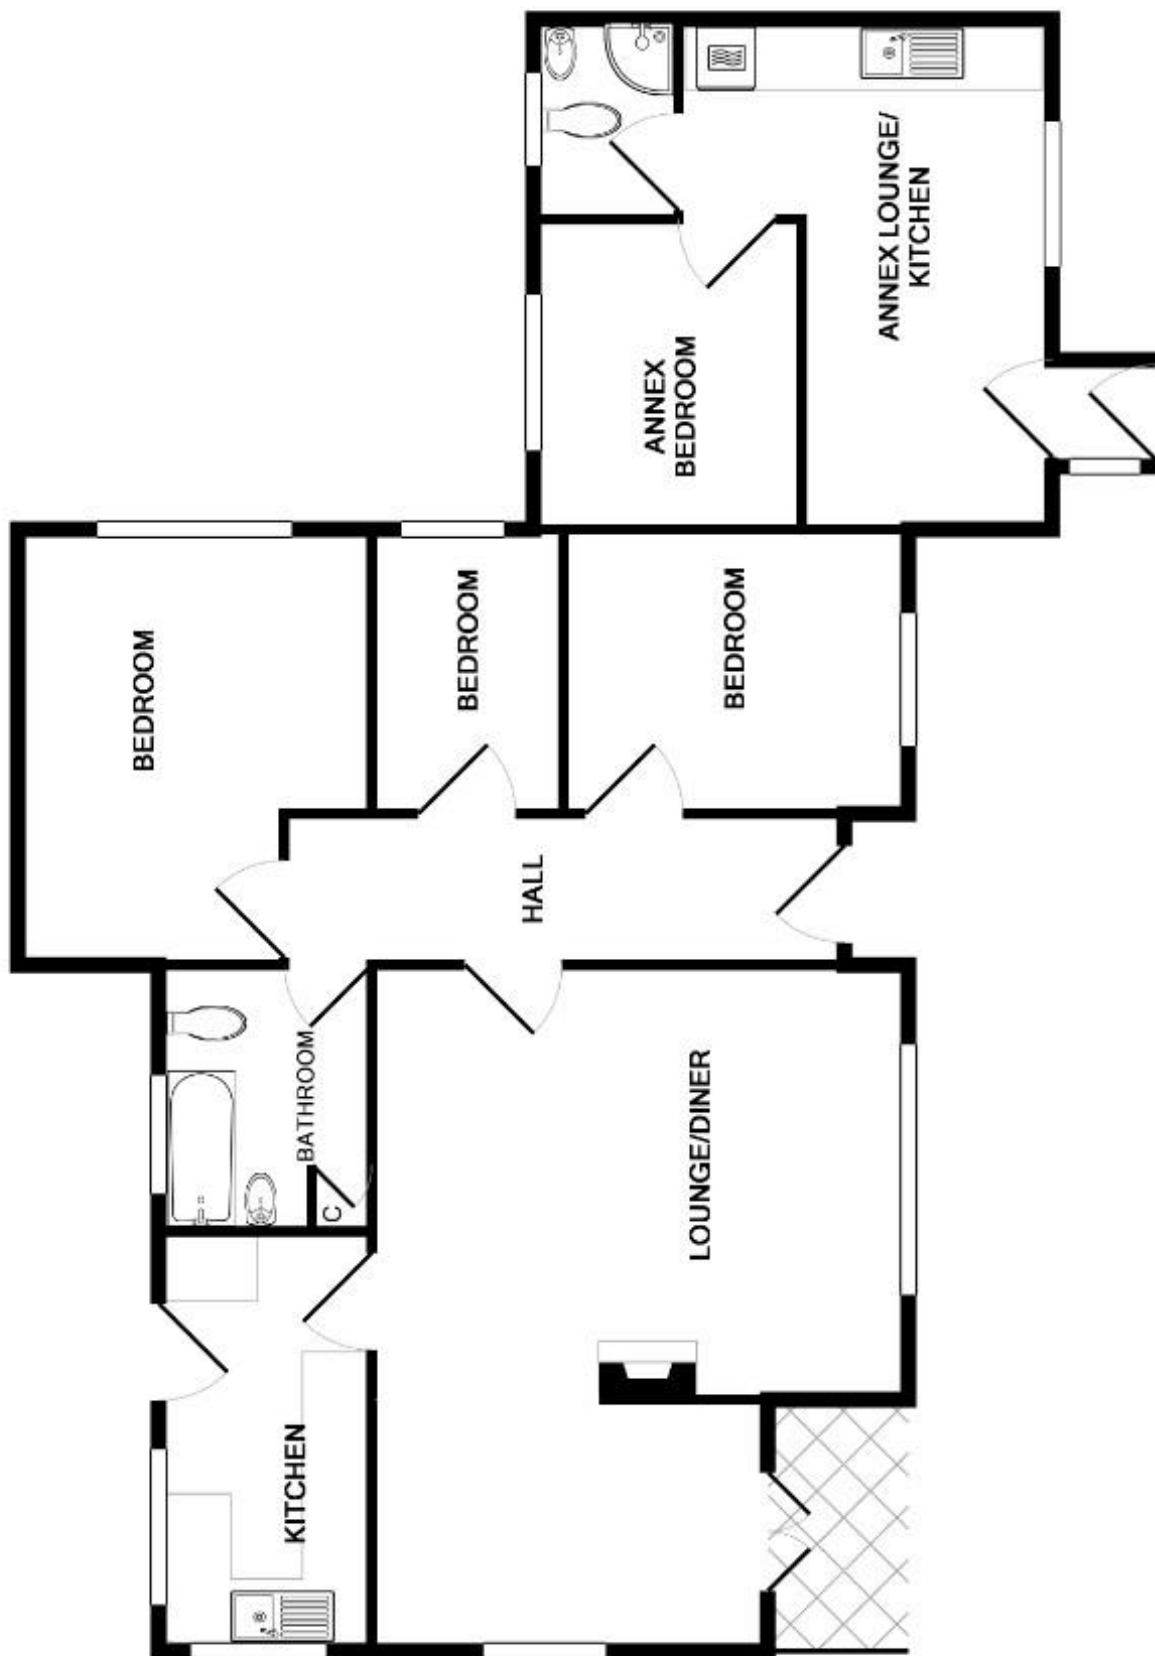 ANNEX LOUNGE/
KITCHEN
ANNEX
BEDROOM
BEDROOM
BEDROOM
BEDROOM
HALL
BATHROOM
LOUNGE/DINER
C
KITCHEN